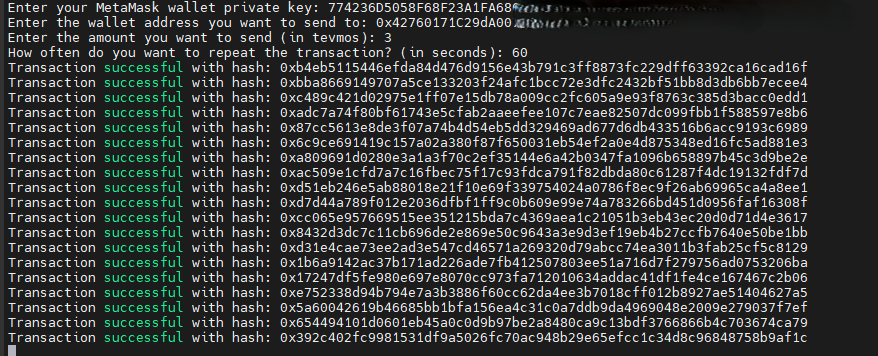 Enter your MetaMask wallet private key: 774236D5058F68F23A1FA68
Enter the wallet address you want to send to: 0x42760171C29dA00
Enter the amount you want to send (in tevmos): 3
How often do you want to repeat the transaction? (in seconds): 60
Transaction successful with hash: 0xb4eb5115446efda84d476d9156e43b791c3ff8873fc229dff63392ca16cad16f
Transaction successful with hash: 0xbba8669149707a5ce133203f24afc1bcc72e3dfc2432bf51bb8d3db6bb7ecee4
Transaction successful with hash: 0xc489c421d02975e1ff07e15db78a009cc2fc605a9e93f8763c385d3bacc0edd1
Transaction successful with hash: 0xadc7a74f80bf61743e5cfab2aaeefee107c7eae82507dc099fbb1f588597e8b6
Transaction successful with hash: 0x87cc5613e8de3f07a74b4d54eb5dd329469ad677d6db433516b6acc9193c6989
Transaction successful with hash: 0x6c9ce691419c157a02a380f87f650031eb54ef2a0e4d875348ed16fc5ad881e3
Transaction successful with hash: 0xa809691d0280e3a1a3f70c2ef35144e6a42b0347fa1096b658897b45c3d9be2e
Transaction successful with hash: 0xac509e1cfd7a7c16fbec75f17c93fdca791f82dbda80c61287f4dc19132fdf7d
Transaction successful with hash: 0xd51eb246e5ab88018e21f10e69f339754024a0786f8ec9f26ab69965ca4a8ee1
Transaction successful with hash: 0xd7d44a789f012e2036dfbf1ff9c0b609e99e74a783266bd451d0956faf16308f
Transaction successful with hash: 0xcc065e957669515ee351215bda7c4369aea1c21051b3eb43ec20d0d71d4e3617
Transaction successful with hash: 0x8432d3dc7c11cb696de2e869e50c9643a3e9d3ef19eb4b27ccfb7640e50be1bb
Transaction successful with hash: 0xd31e4cae73ee2ad3e547cd46571a269320d79abcc74ea3011b3fab25cf5c8129
Transaction successful with hash: 0x1b6a9142ac37b171ad226ade7fb412507803ee51a716d7f279756ad0753206ba
Transaction successful with hash: 0x17247df5fe980e697e8070cc973fa712010634addac41df1fe4ce167467c2b06
Transaction successful with hash: 0xe752338d94b794e7a3b3886f60cc62da4ee3b7018cff012b8927ae51404627a5
Transaction successful with hash: 0x5a60042619b46685bb1bfa156ea4c31c0a7ddb9da4969048e2009e279037f7ef
Transaction successful with hash: 0x654494101d0601eb45a0c0d9b97be2a8480ca9c13bdf3766866b4c703674ca79
Transaction successful with hash: 0x392c402fc9981531df9a5026fc70ac948b29e65efcc1c34d8c96848758b9af1c